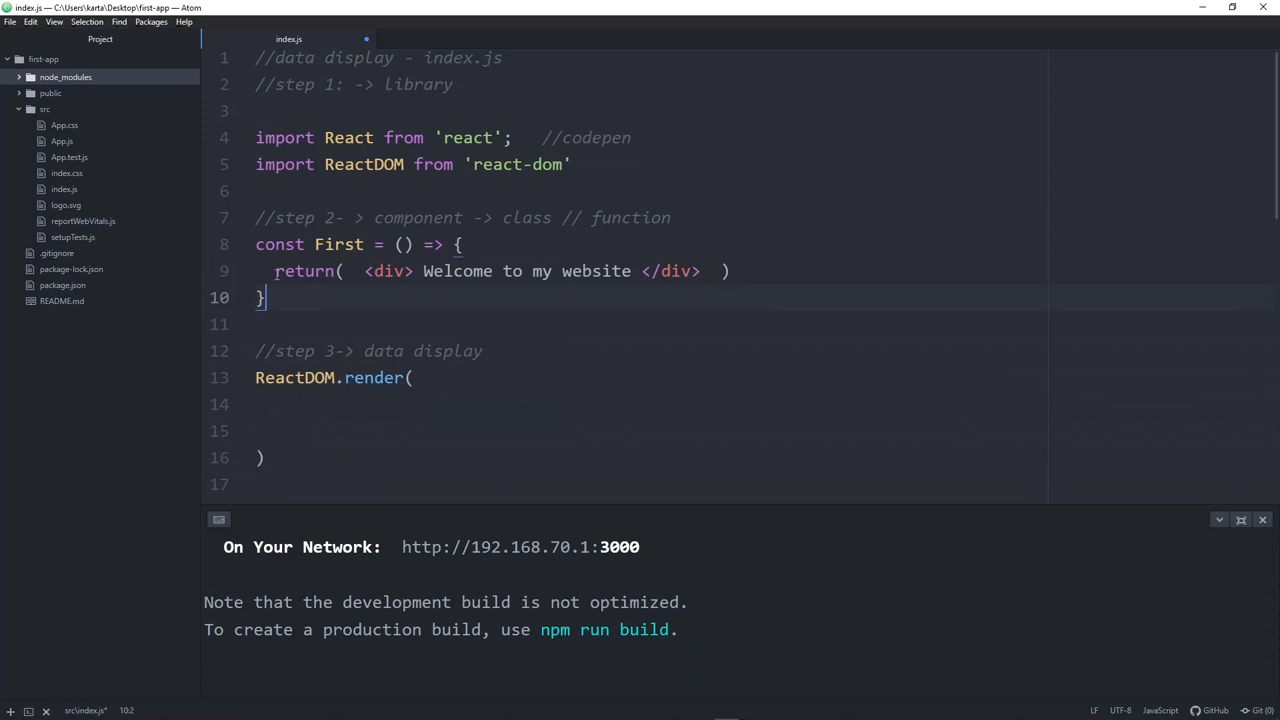 index.js — C:\Users\karta\Desktop\first-app — Atom
File Edit View Selection Find Packages Help
Project
index.js
first-app
node_modules
public
src
App.css
App.js
App.test.js
index.css
index.js
logo.svg
reportWebVitals.js
setupTests.js
.gitignore
package-lock.json
package.json
README.md
1 //data display - index.js
2 //step 1: -> library
3
4 import React from 'react'; //codepen
5 import ReactDOM from 'react-dom'
6
7 //step 2- > component -> class // function
8 const First = () => {
9 return( <div> Welcome to my website </div> )
10 }
11
12 //step 3-> data display
13 ReactDOM.render(
14
15
16 )
17
On Your Network: http://192.168.70.1:3000
Note that the development build is not optimized.
To create a production build, use npm run build.
src\index.js* 10:2 LF UTF-8 JavaScript GitHub Git (0)